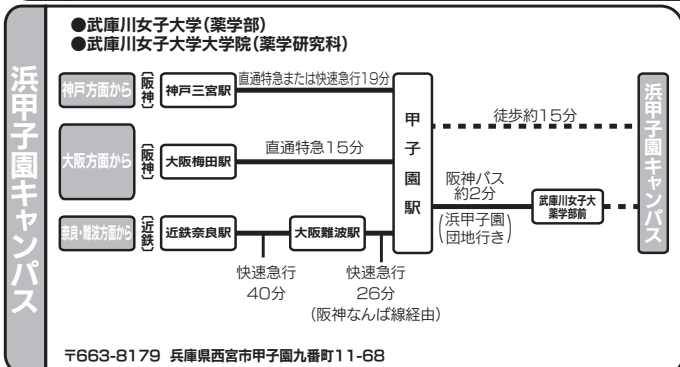 浜甲子園キャンパス
●武庫川女子大学(薬学部)
●武庫川女子大学大学院(薬学研究科)
神戸方面から
〔阪神〕
神戸三宮駅
直通特急または快速急行19分
大阪方面から
〔阪神〕
大阪梅田駅
直通特急15分
奈良・難波方面から
〔近鉄〕
近鉄奈良駅
快速急行
40分
大阪難波駅
快速急行
26分
(阪神なんば線経由)
甲子園駅
徒歩約15分
阪神バス
約2分
(浜甲子園
団地行き)
武庫川女子大
薬学部前
浜甲子園キャンパス
〒663-8179 兵庫県西宮市甲子園九番町11-68